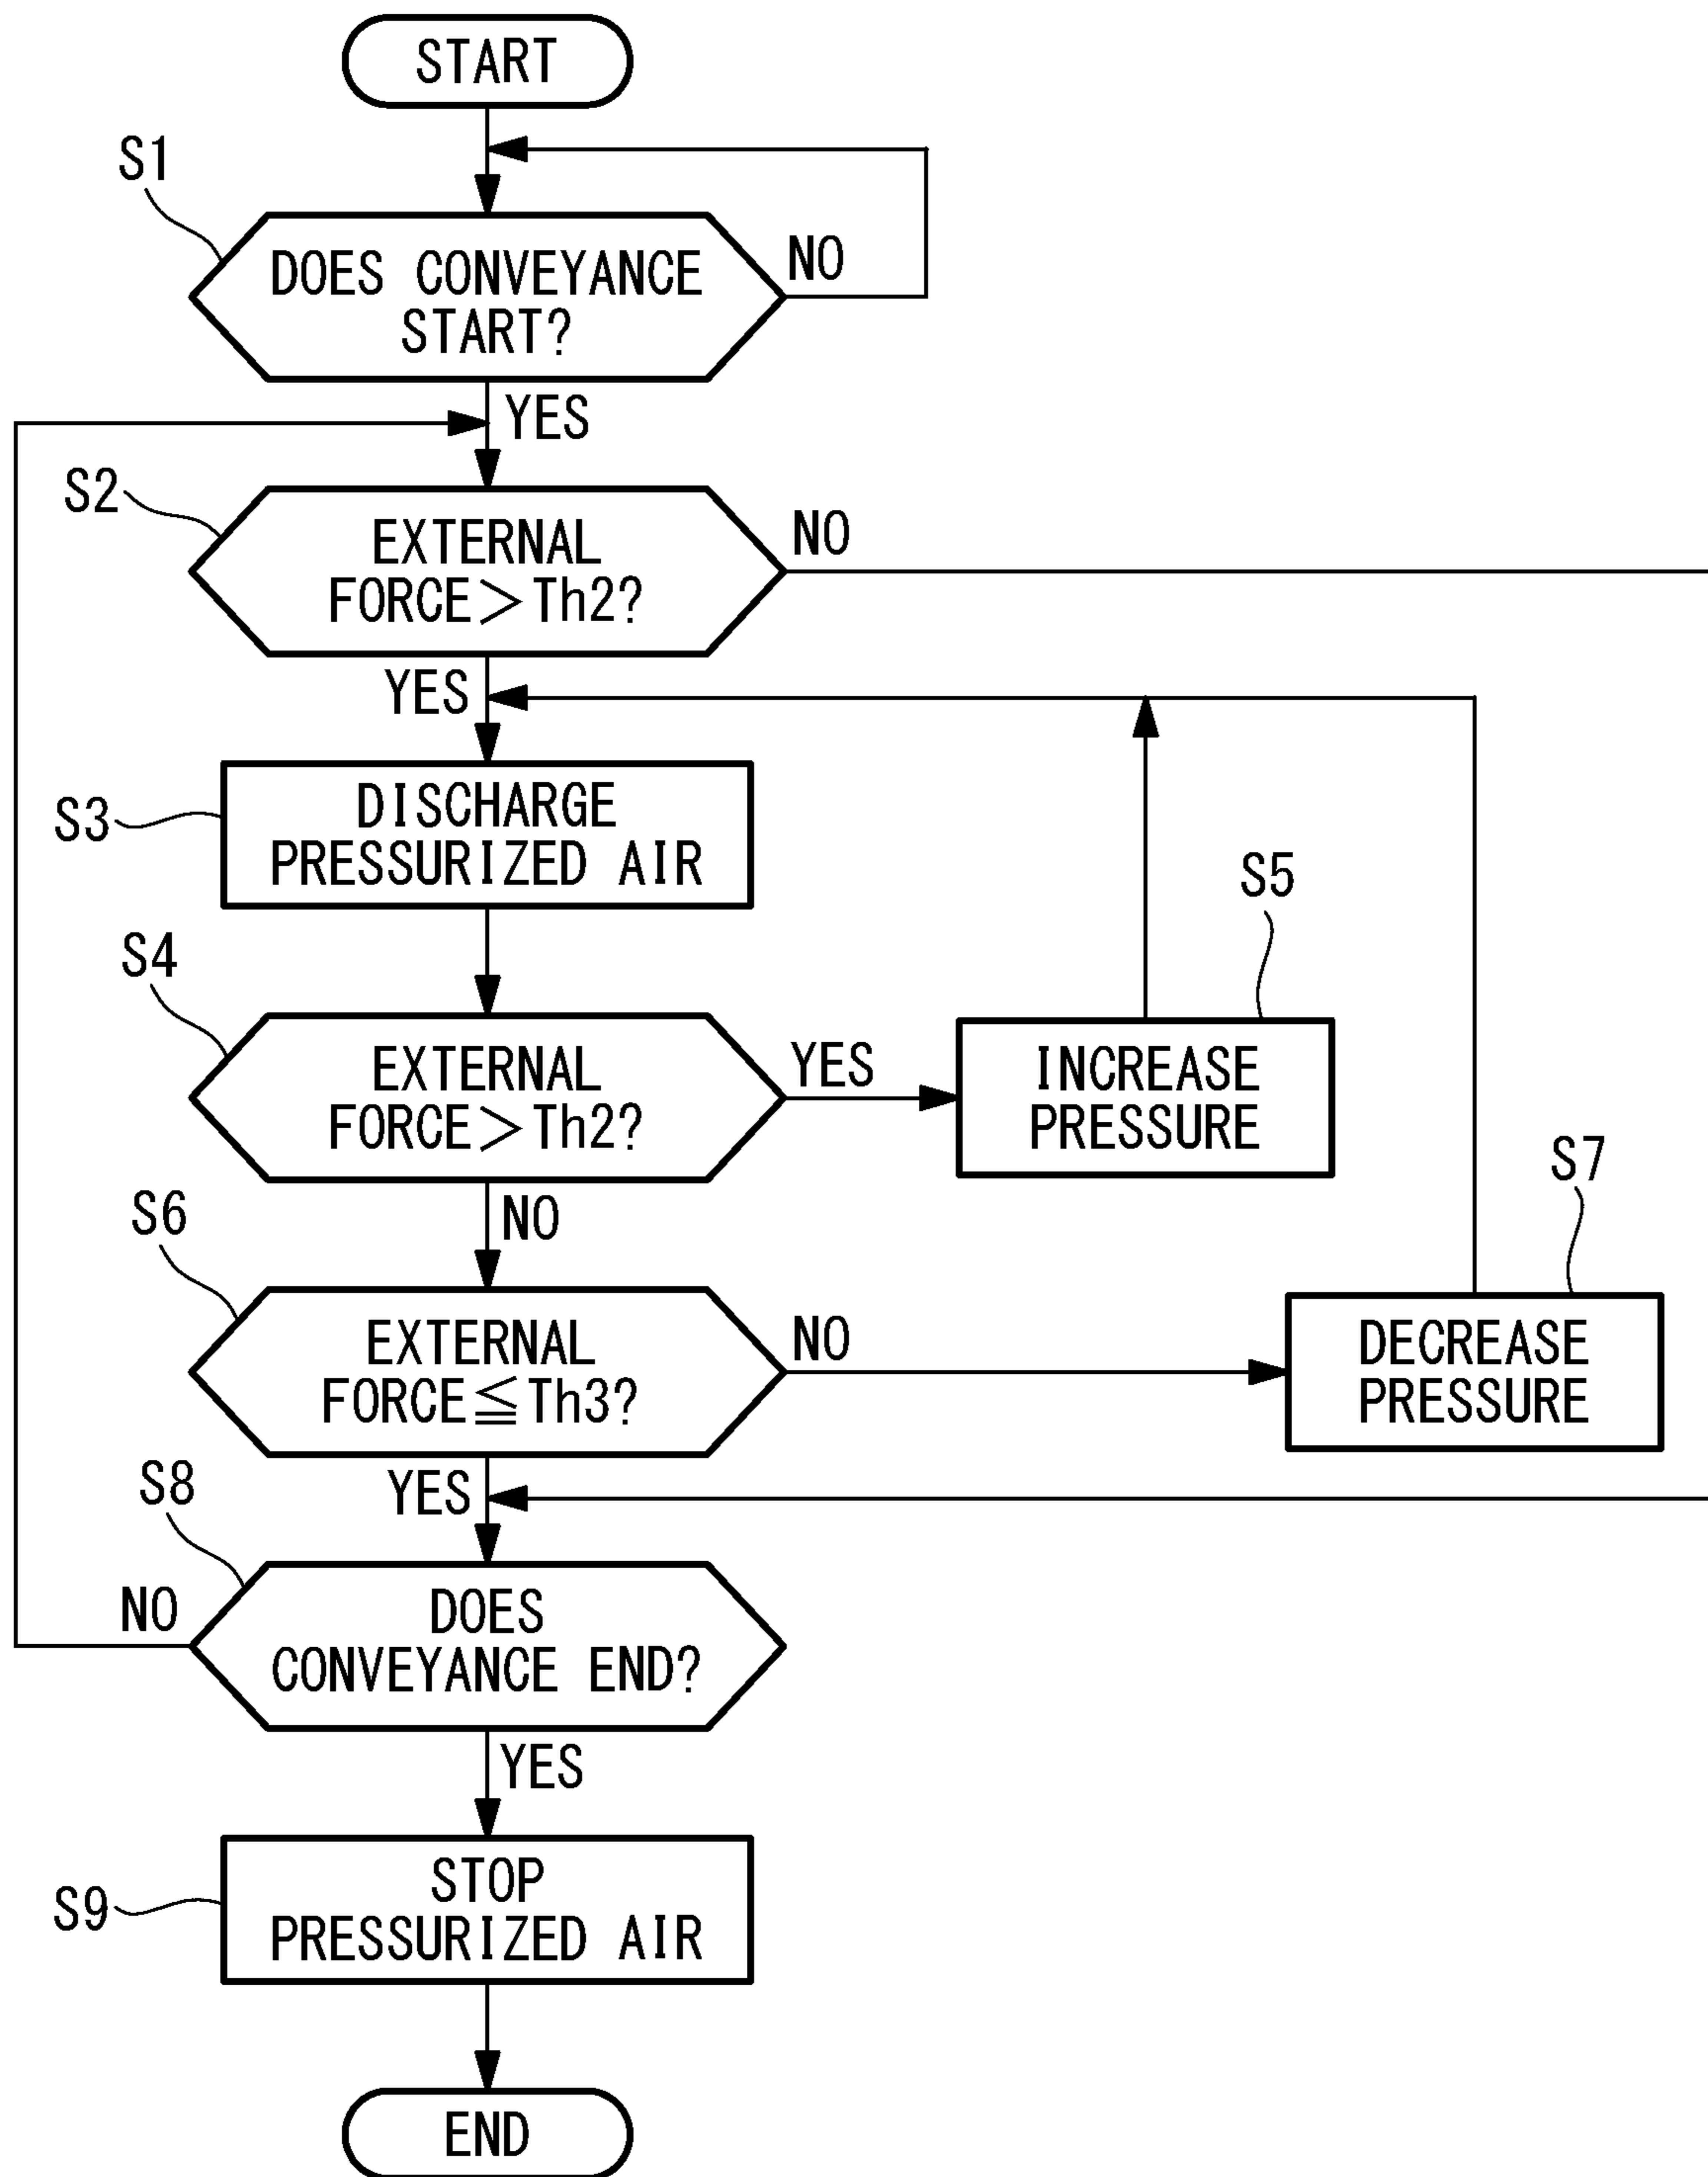 START
S1
DOES CONVEYANCE
START?
NO
YES
S2
EXTERNAL
FORCE>Th2?
NO
YES
S3
DISCHARGE
PRESSURIZED AIR
S4
EXTERNAL
FORCE>Th2?
YES
S5
INCREASE
PRESSURE
NO
S6
EXTERNAL
FORCE≦Th3?
NO
S7
DECREASE
PRESSURE
YES
S8
DOES
CONVEYANCE END?
NO
YES
S9
STOP
PRESSURIZED AIR
END